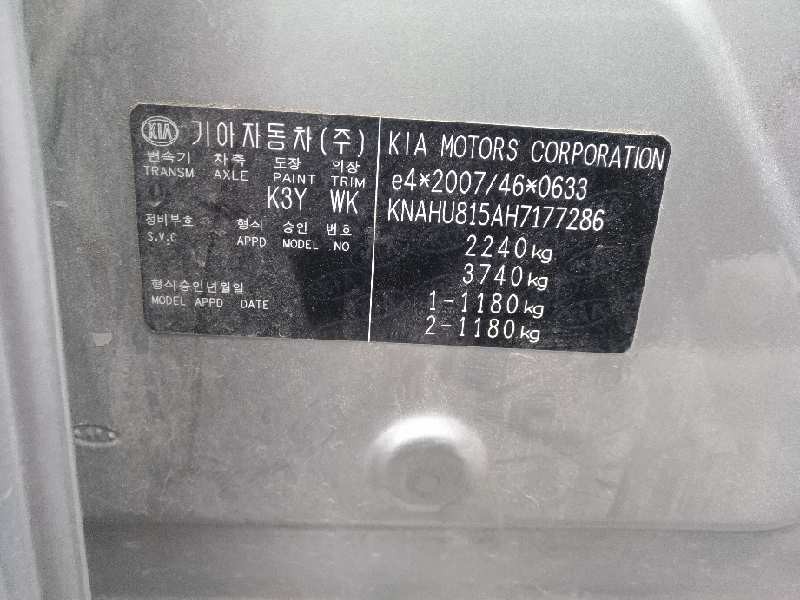 KIA 기아자동차(주)
변속기 차축 도장 의장
TRANSM AXLE PAINT TRIM
K3Y WK
정비부호 형식 승인 번호
S.V.C APPD MODEL NO
형식승인년월일
MODEL APPD DATE
KIA MOTORS CORPORATION
e4*2007/46*0633
KNAHU815AH7177286
2240kg
3740kg
1-1180kg
2-1180kg